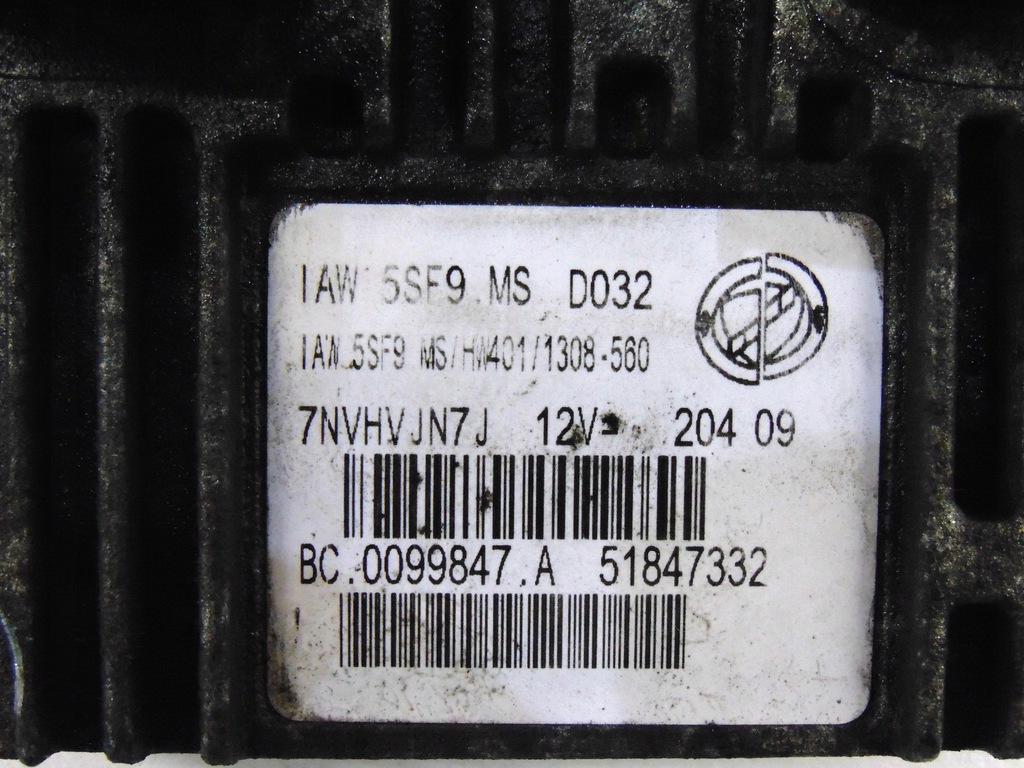 IAW 5SF9.MS D032
IAW.5SF9 MS/HW401/1308-560
7NVHVJN7J 12V= 204 09
BC.0099847.A 51847332